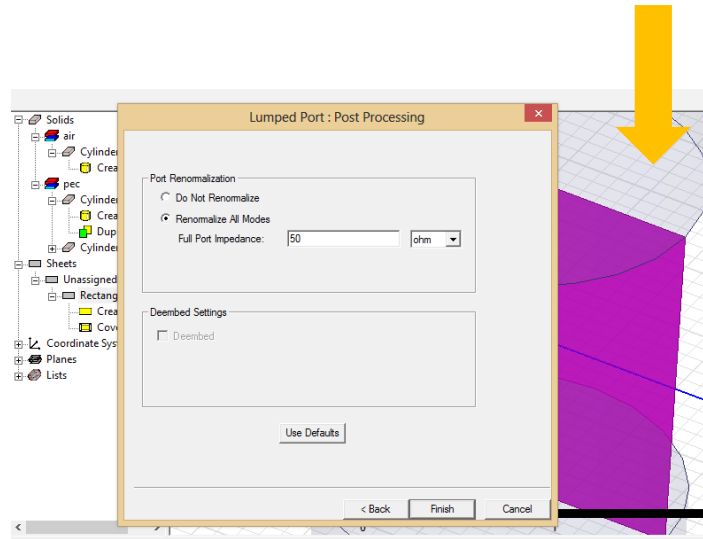 Lumped Port : Post Processing
Solids
air
Cylinder
Crea
pec
Cylinder
Crea
Dup
Cylinder
Sheets
Unassigned
Rectang
Crea
Cove
Coordinate Sys
Planes
Lists
Port Renormalization
Do Not Renormalize
Renormalize All Modes
Full Port Impedance: 50 ohm
Deembed Settings
Deembed
Use Defaults
< Back Finish Cancel